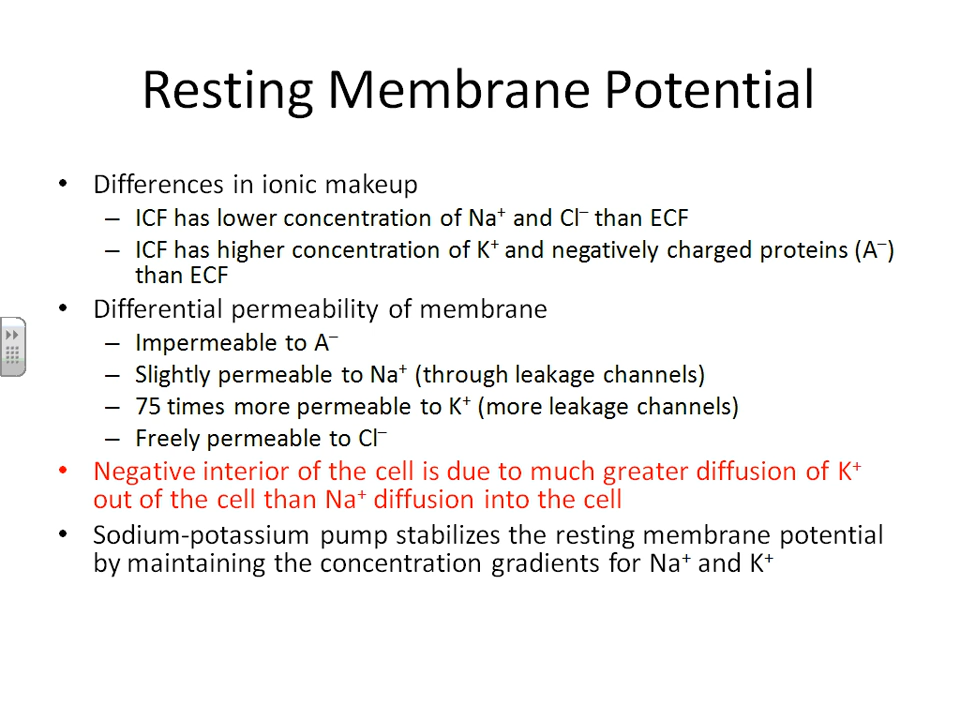 Resting Membrane Potential
• Differences in ionic makeup
– ICF has lower concentration of Na⁺ and Cl⁻ than ECF
– ICF has higher concentration of K⁺ and negatively charged proteins (A⁻)
than ECF
• Differential permeability of membrane
– Impermeable to A⁻
– Slightly permeable to Na⁺ (through leakage channels)
– 75 times more permeable to K⁺ (more leakage channels)
– Freely permeable to Cl⁻
• Negative interior of the cell is due to much greater diffusion of K⁺
out of the cell than Na⁺ diffusion into the cell
• Sodium-potassium pump stabilizes the resting membrane potential
by maintaining the concentration gradients for Na⁺ and K⁺